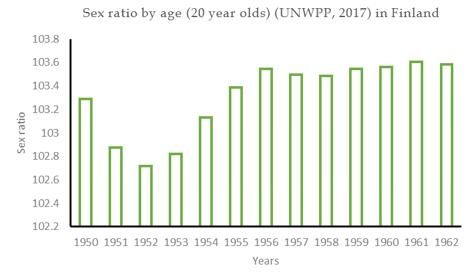 Sex ratio by age (20 year olds) (UNWPP, 2017) in Finland
103.8
103.6
103.4
103.2
103
102.8
102.6
102.4
102.2
Sex ratio
1950 1951 1952 1953 1954 1955 1956 1957 1958 1959 1960 1961 1962
Years